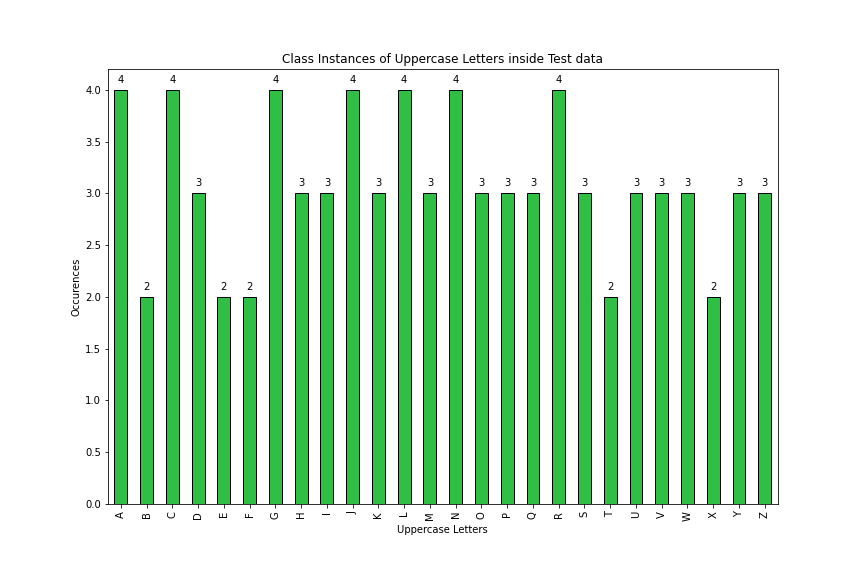 Class Instances of Uppercase Letters inside Test data
4 2 4 3 2 2 4 3 3 4 3 4 3 4 3 3 3 4 3 2 3 3 3 2 3 3
4.0
3.5
3.0
2.5
2.0
1.5
1.0
0.5
0.0
Occurences
A B C D E F G H I J K L M N O P Q R S T U V W X Y Z
Uppercase Letters